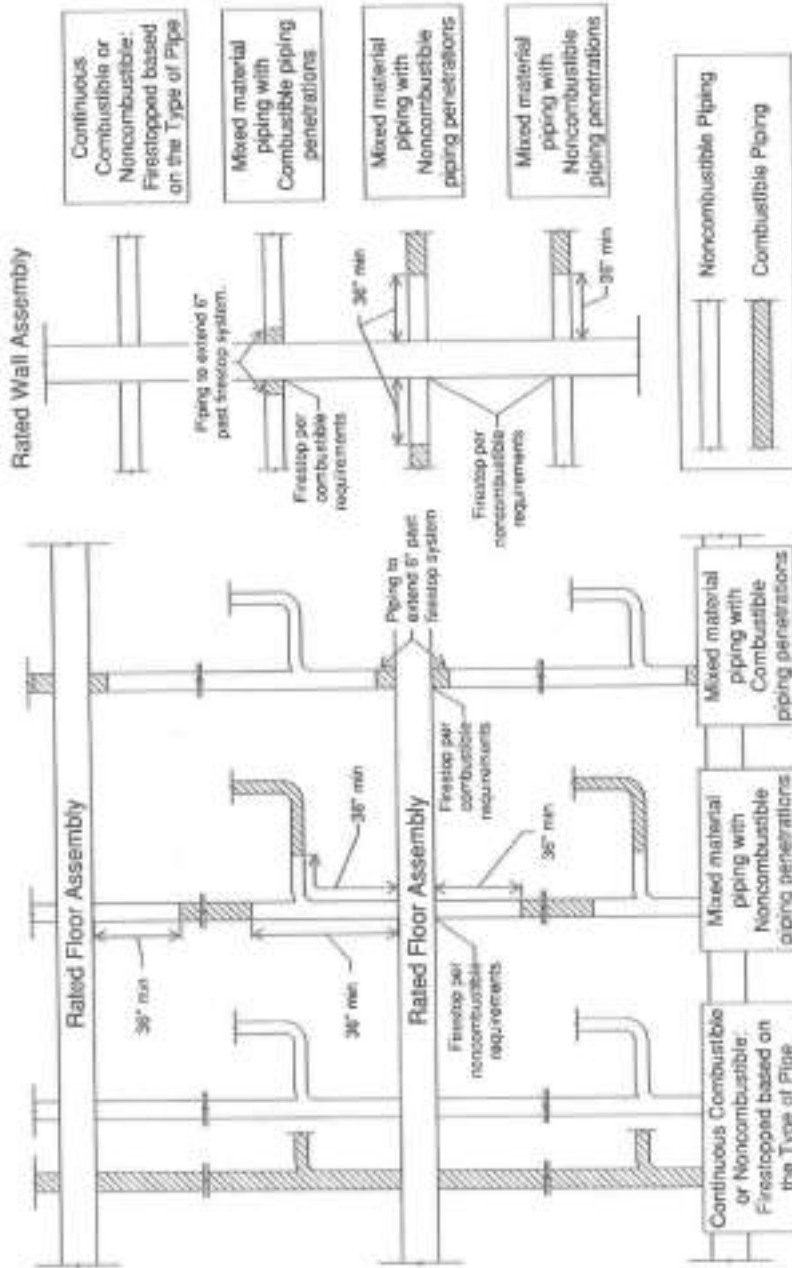 Rated Floor Assembly
36" min
36" min
36" min
Rated Floor Assembly
Firestop per
noncombustible
requirements
36" min
Firestop per
combustible
requirements
Piping to
extend 6" past
firestop system
Continuous Combustible
or Noncombustible:
Firestopped based on
the Type of Pipe
Mixed material
piping with
Noncombustible
piping penetrations
Mixed material
piping with
Combustible
piping penetrations
Rated Wall Assembly
Piping to extend 6"
past firestop system.
Firestop per
combustible
requirements
36" min
Firestop per
noncombustible
requirements
36" min
Continuous
Combustible or
Noncombustible:
Firestopped based
on the Type of Pipe
Mixed material
piping with
Combustible piping
penetrations
Mixed material
piping with
Noncombustible
piping penetrations
Mixed material
piping with
Noncombustible
piping penetrations
Noncombustible Piping
Combustible Piping